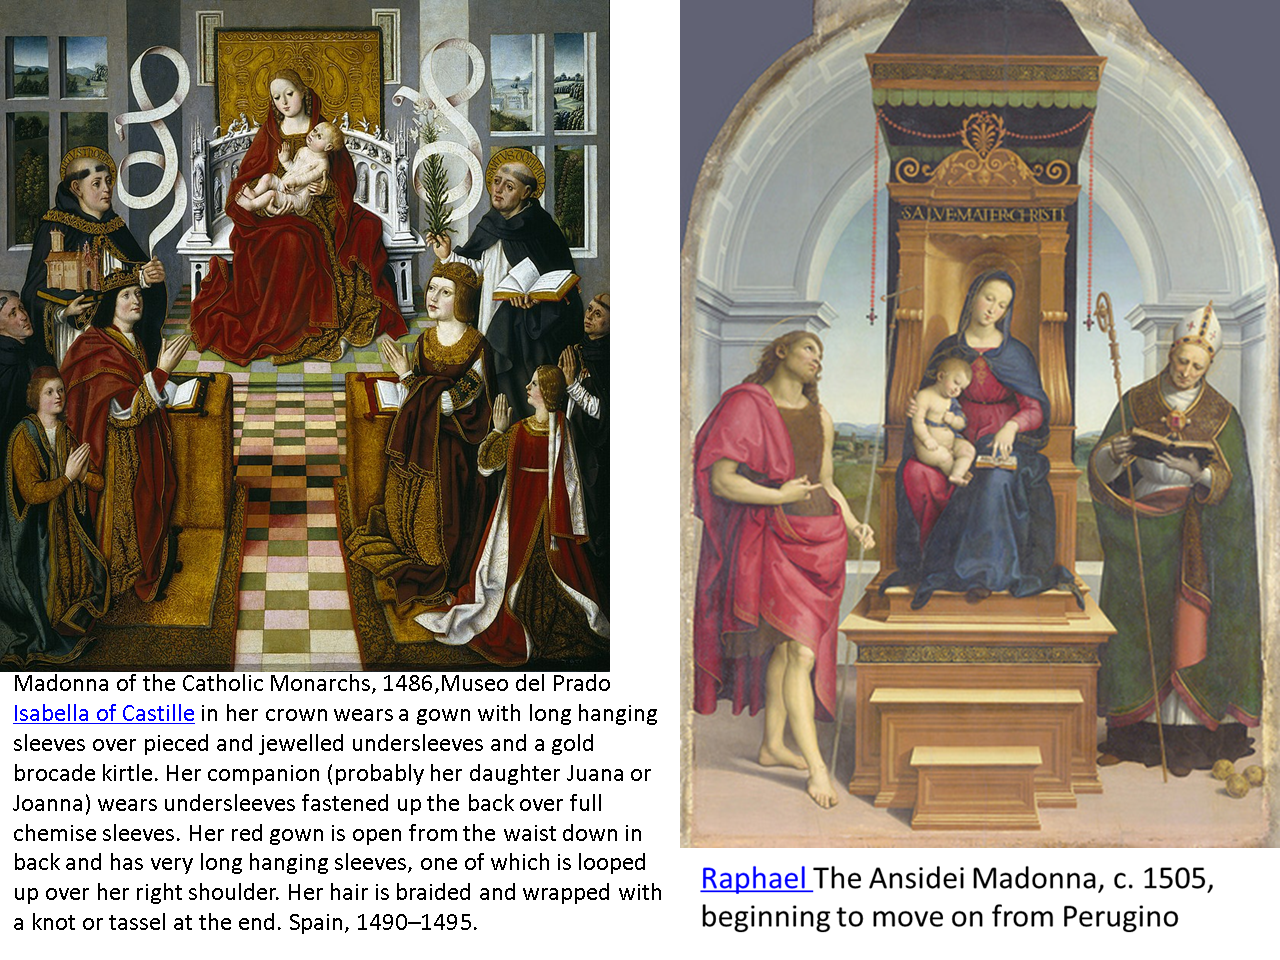 SALVE·MATER·CHRISTI
Madonna of the Catholic Monarchs, 1486,Museo del Prado
Isabella of Castille in her crown wears a gown with long hanging
sleeves over pieced and jewelled undersleeves and a gold
brocade kirtle. Her companion (probably her daughter Juana or
Joanna) wears undersleeves fastened up the back over full
chemise sleeves. Her red gown is open from the waist down in
back and has very long hanging sleeves, one of which is looped
up over her right shoulder. Her hair is braided and wrapped with
a knot or tassel at the end. Spain, 1490–1495.
Raphael The Ansidei Madonna, c. 1505,
beginning to move on from Perugino